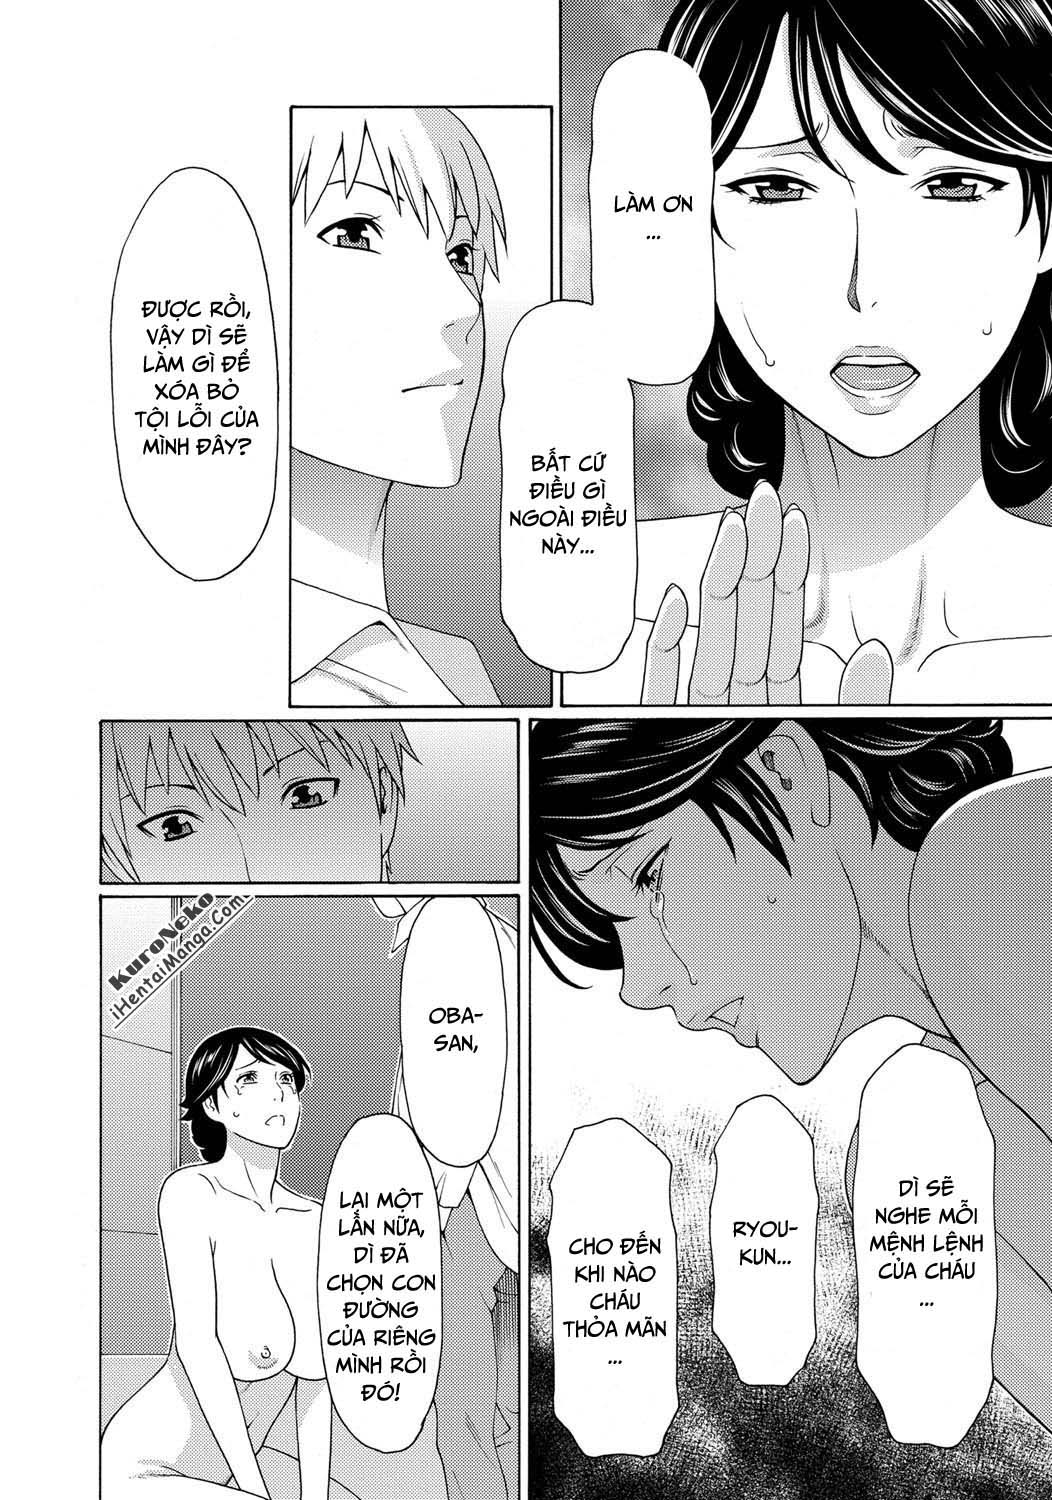 LÀM ƠN
...
BẤT CỨ
ĐIỀU GÌ
NGOÀI ĐIỀU
NÀY...
ĐƯỢC RỒI,
VẬY DÌ SẼ
LÀM GÌ ĐỂ
XÓA BỎ
TỘI LỖI CỦA
MÌNH ĐÂY?
DÌ SẼ
NGHE MỖI
MỆNH LỆNH
CỦA CHÁU
...
RYOU-
KUN...
CHO ĐẾN
KHI NÀO
CHÁU
THỎA MÃN
...
OBA-
SAN,
LẠI MỘT
LẦN NỮA,
DÌ ĐÃ
CHỌN CON
ĐƯỜNG
CỦA RIÊNG
MÌNH RỒI
ĐÓ!
KuroNeko
iHentaiManga.Com